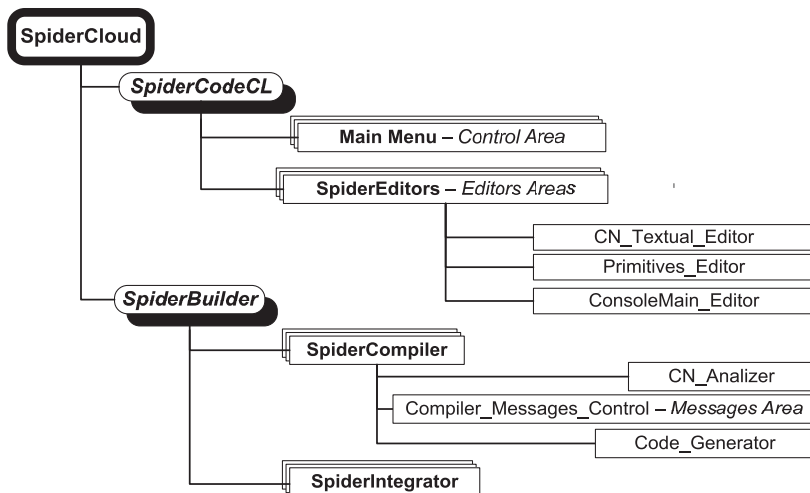 SpiderCloud
SpiderCodeCL
Main Menu – Control Area
SpiderEditors – Editors Areas
CN_Textual_Editor
Primitives_Editor
ConsoleMain_Editor
SpiderBuilder
SpiderCompiler
CN_Analizer
Compiler_Messages_Control – Messages Area
Code_Generator
SpiderIntegrator